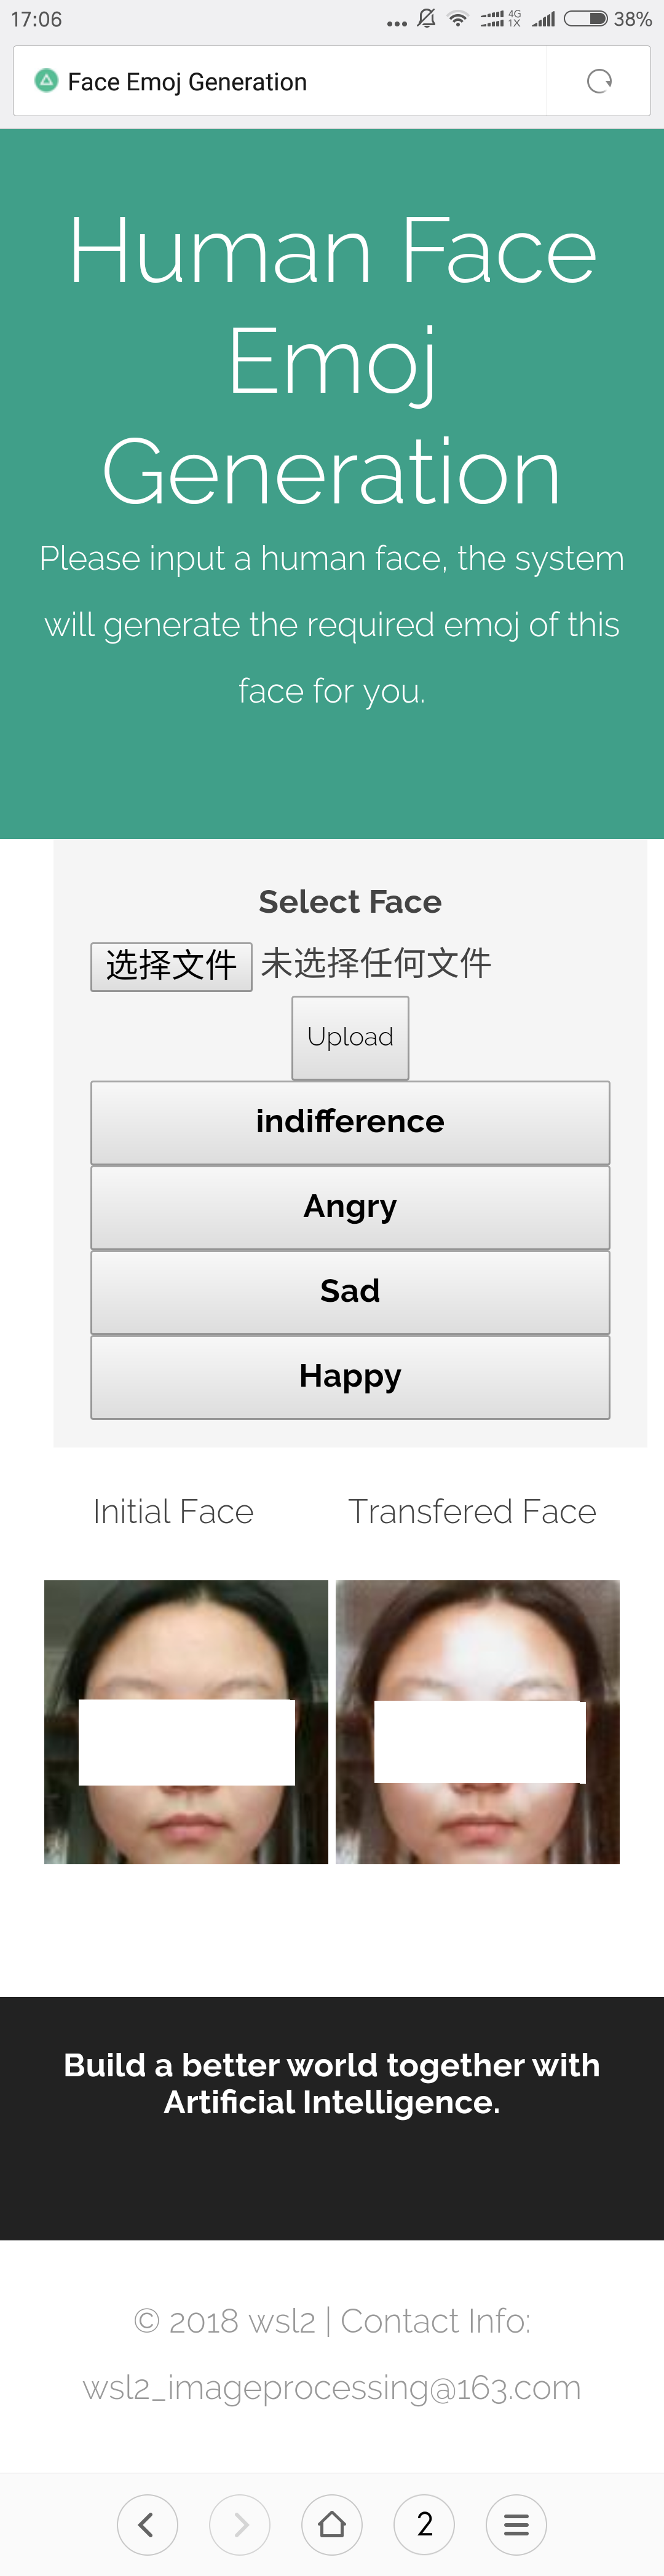 17:06
4G
1X
38%
Face Emoj Generation
Human Face
Emoj
Generation
Please input a human face, the system
will generate the required emoj of this
face for you.
Select Face
选择文件 未选择任何文件
Upload
indifference
Angry
Sad
Happy
Initial Face Transfered Face
Build a better world together with
Artificial Intelligence.
© 2018 wsl2 | Contact Info:
wsl2_imageprocessing@163.com
2